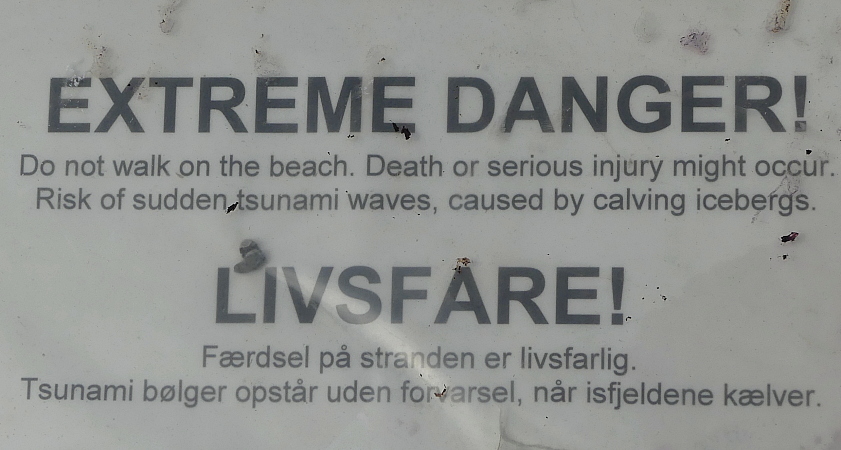 EXTREME DANGER!
Do not walk on the beach. Death or serious injury might occur.
Risk of sudden tsunami waves, caused by calving icebergs.
LIVSFARE!
Færdsel på stranden er livsfarlig.
Tsunami bølger opstår uden forvarsel, når isfjeldene kælver.